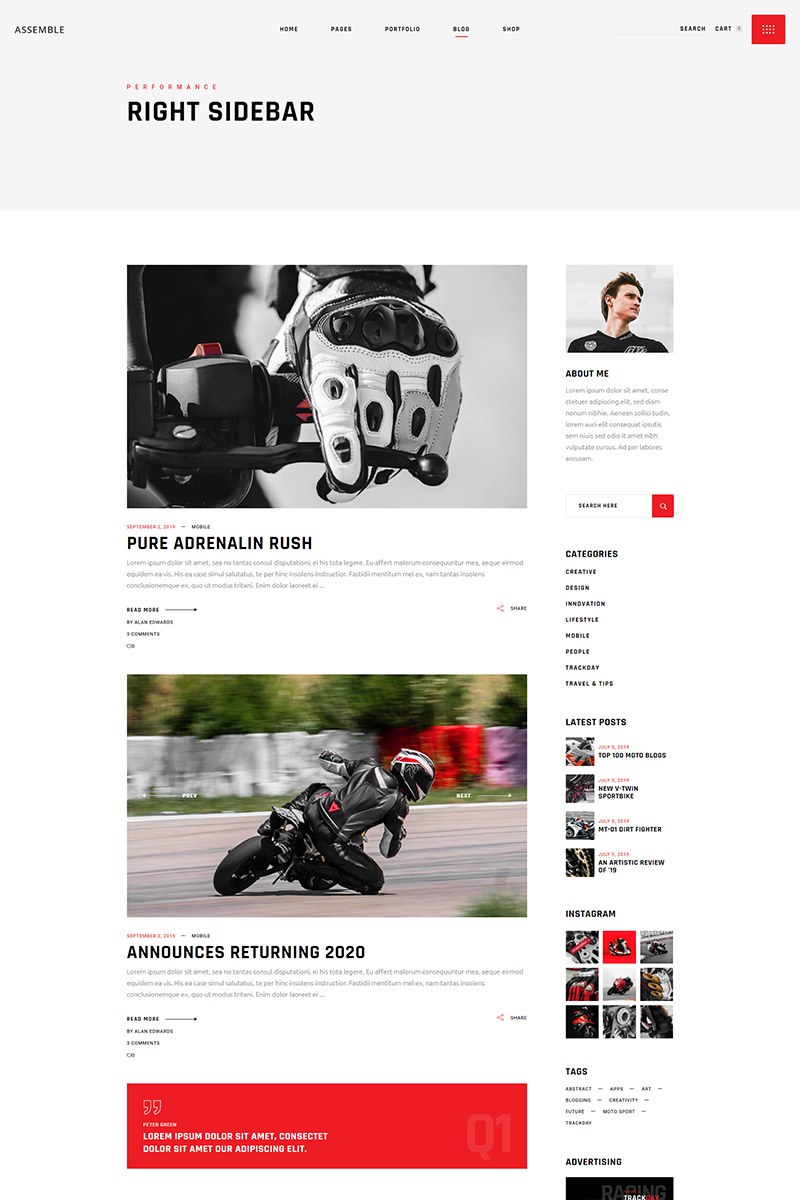 ASSEMBLE
HOME PAGES PORTFOLIO BLOG SHOP
SEARCH CART 0
PERFORMANCE
RIGHT SIDEBAR
SEPTEMBER 2, 2019 — MOBILE
PURE ADRENALIN RUSH
Lorem ipsum dolor sit amet, sea no tantas consul disputationi, ei his tota legere. Eu affert malorum consequuntur mea, aeque eirmod
evidentim ex vis. His ea case simul salutatus, te per hinc insolens instructior. Fastidii mentitum mel ex, nam tantas insolens
conclusionemque ex, quo ut modus tritani. Enim dolor laoreet ei ...
READ MORE
SHARE
BY ALAN EDWARDS
3 COMMENTS
0
PREV NEXT
SEPTEMBER 2, 2019 — MOBILE
ANNOUNCES RETURNING 2020
Lorem ipsum dolor sit amet, sea no tantas consul disputationi, ei his tota legere. Eu affert malorum consequuntur mea, aeque eirmod
evidentim ex vis. His ea case simul salutatus, te per hinc insolens instructior. Fastidii mentitum mel ex, nam tantas insolens
conclusionemque ex, quo ut modus tritani. Enim dolor laoreet ei ...
READ MORE
SHARE
BY ALAN EDWARDS
3 COMMENTS
0
PETER GREEN
LOREM IPSUM DOLOR SIT AMET, CONSECTET
DOLOR SIT AMET OUR ADIPISCING ELIT.
Q1
ABOUT ME
Lorem ipsum dolor sit amet, conse
ctetuer adipiscing elit, sed diam
nonum nibhie. Aenean sollici tudin,
lorem auci elit consequat ipsutis
sem niuis sed odio it amet nibh
vulputate cursus. Ad per labores
accusam.
SEARCH HERE
CATEGORIES
CREATIVE
DESIGN
INNOVATION
LIFESTYLE
MOBILE
PEOPLE
TRACKDAY
TRAVEL & TIPS
LATEST POSTS
JULY 3, 2019
TOP 100 MOTO BLOGS
JULY 3, 2019
NEW V-TWIN
SPORTBIKE
JULY 3, 2019
MT-01 DIRT FIGHTER
JULY 3, 2019
AN ARTISTIC REVIEW
OF '19
INSTAGRAM
TAGS
ABSTRACT — APPS — ART —
BLOGGING — CREATIVITY —
FUTURE — MOTO SPORT —
TRACKDAY
ADVERTISING
RACING
TRACKDAY